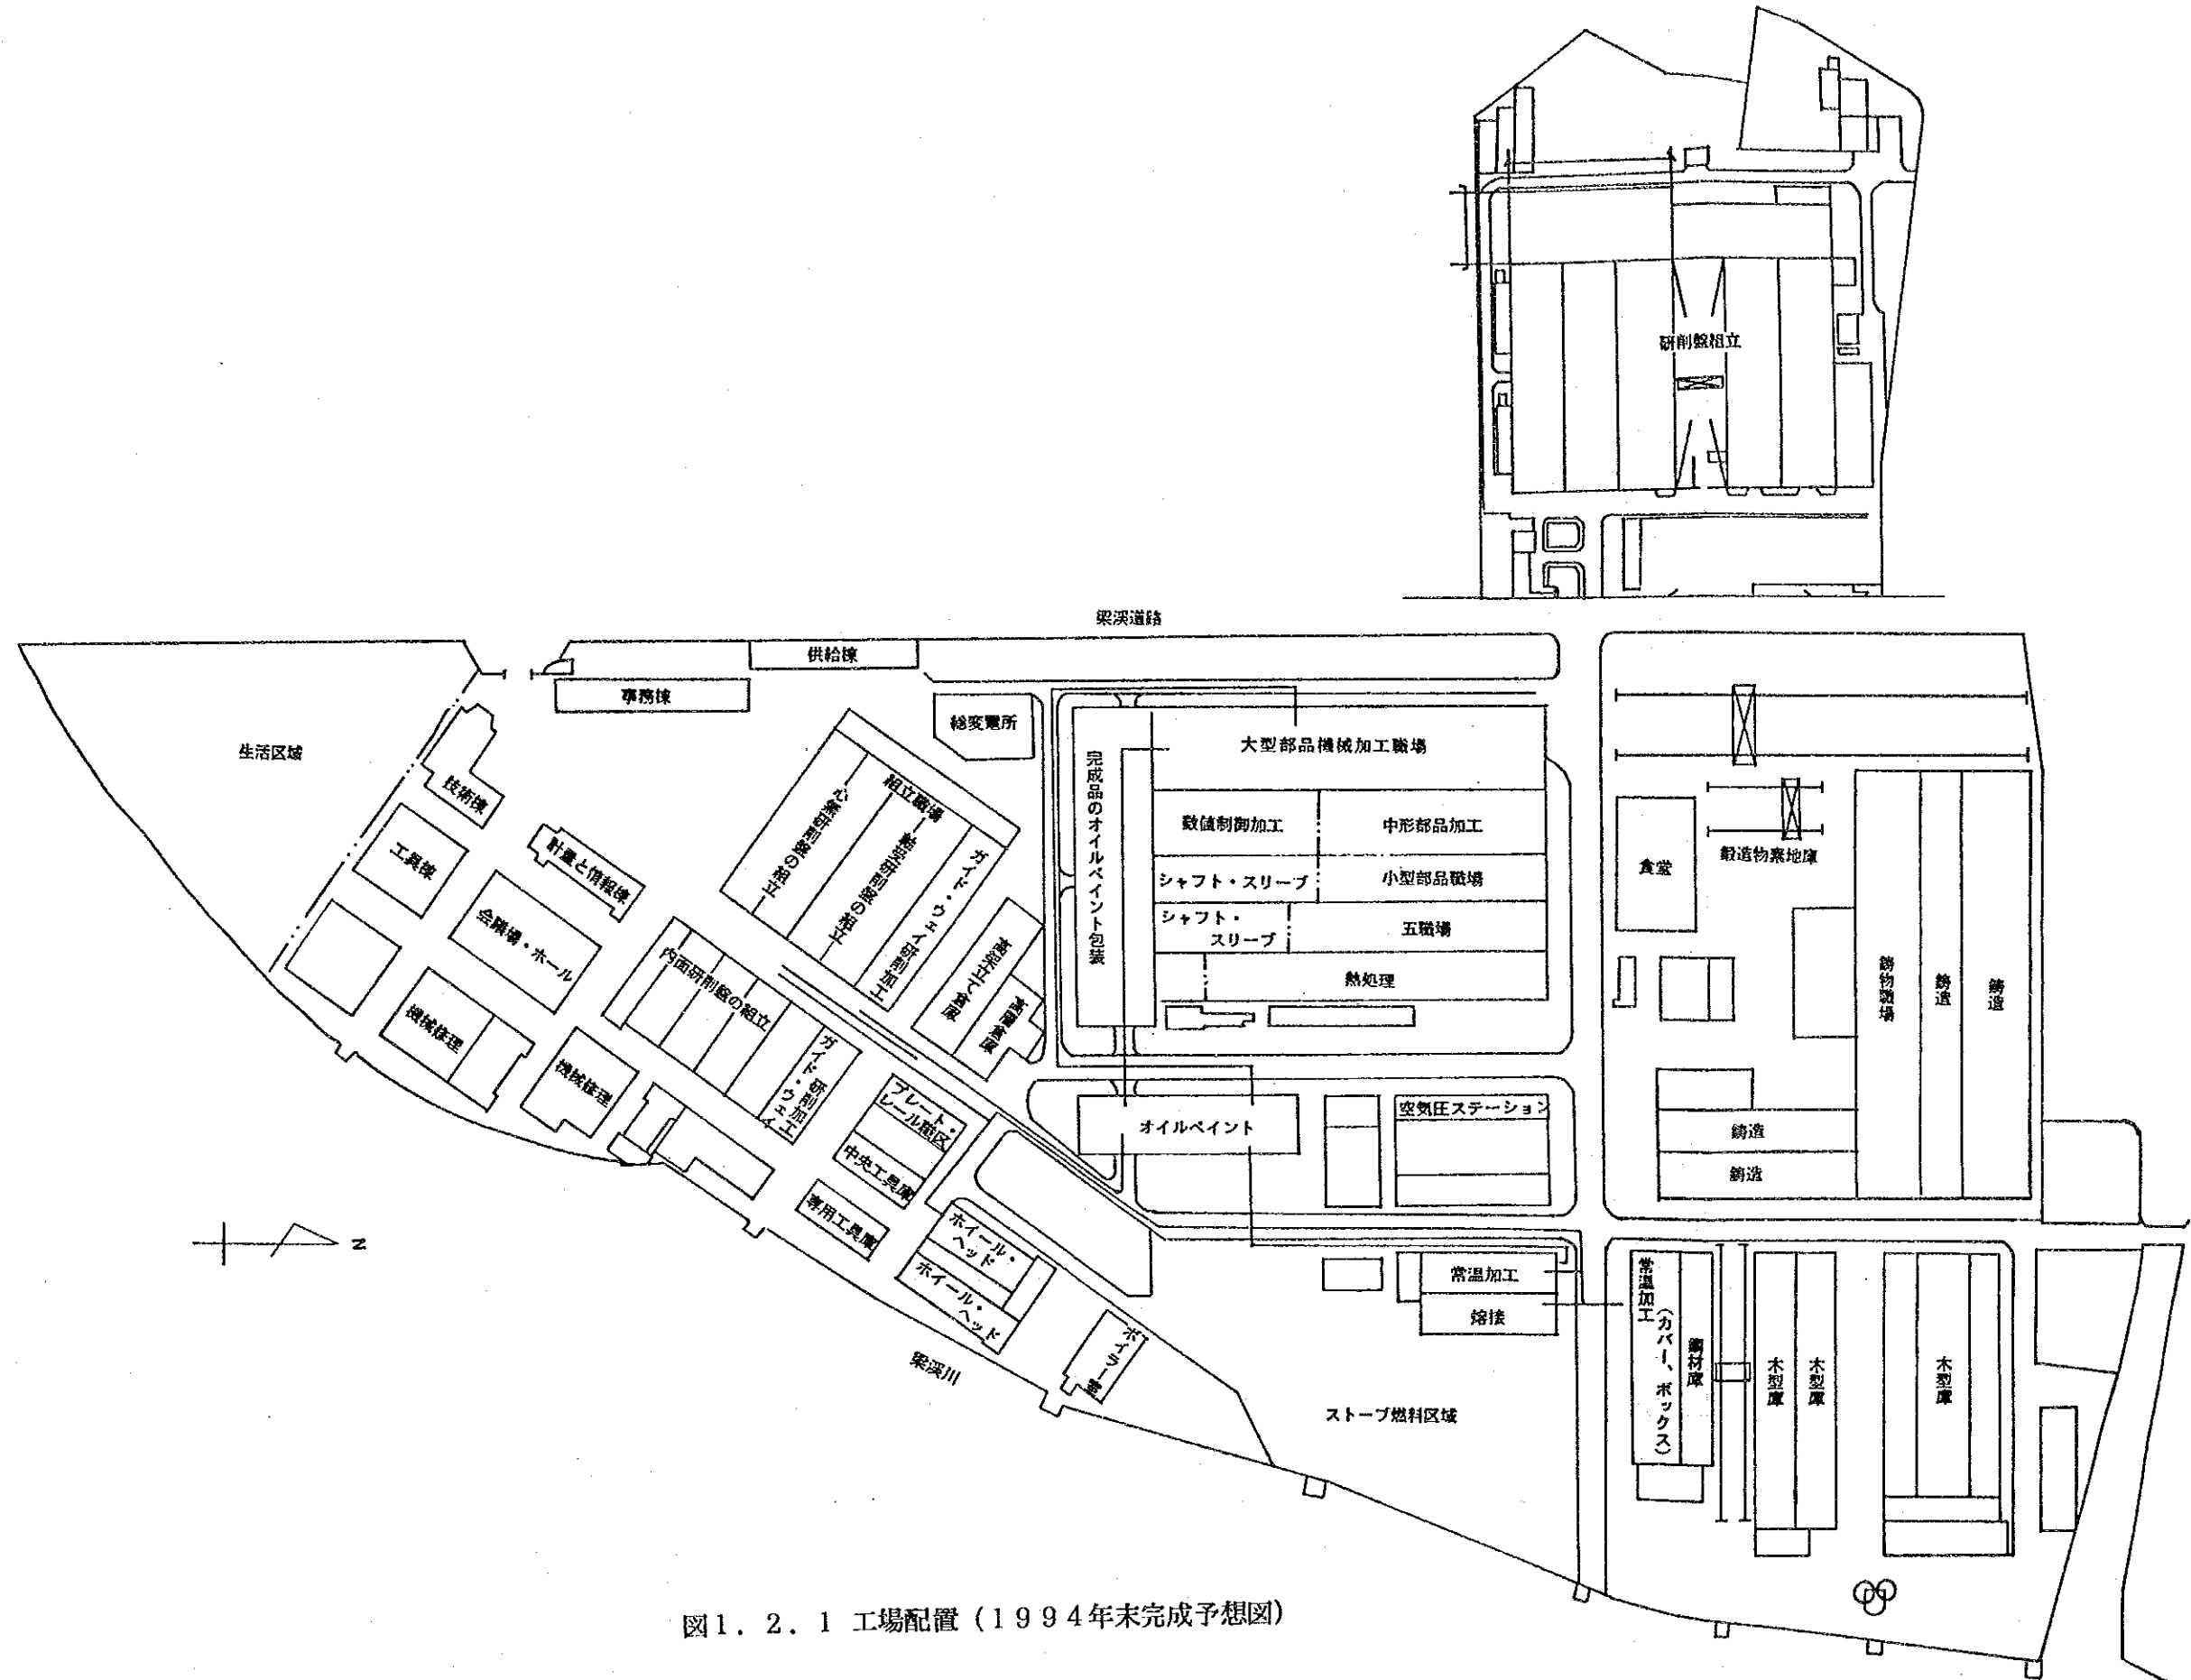 研削盤組立
梁渓道路
供給棟
事務棟
総変電所
生活区域
技術棟
工具棟
計量と情報棟
会議場・ホール
機械修理
機械修理
組立職場
心無研削盤の組立
軸受研削盤の組立
ガイド・ウェイ研削加工
内面研削盤の組立
ガイド・ウェイ
研削加工
高架立て倉庫
高層倉庫
完成品のオイルペイント包装
大型部品機械加工職場
数値制御加工
中形部品加工
シャフト・スリーブ
小型部品職場
シャフト・
スリーブ
五職場
熱処理
食堂
鍛造物素地庫
鋳物職場
鋳造
鋳造
鋳造
鋳造
オイルペイント
空気圧ステーション
プレート・
レール職区
中央工具庫
専用工具庫
ホイール・
ヘッド
ホイール・
ヘッド
ボイラー室
梁渓川
N
常温加工
熔接
ストーブ燃料区域
常温加工
(カバー、ボックス)
鋼材庫
木型庫
木型庫
木型庫
図1．2．1 工場配置（1994年末完成予想図）